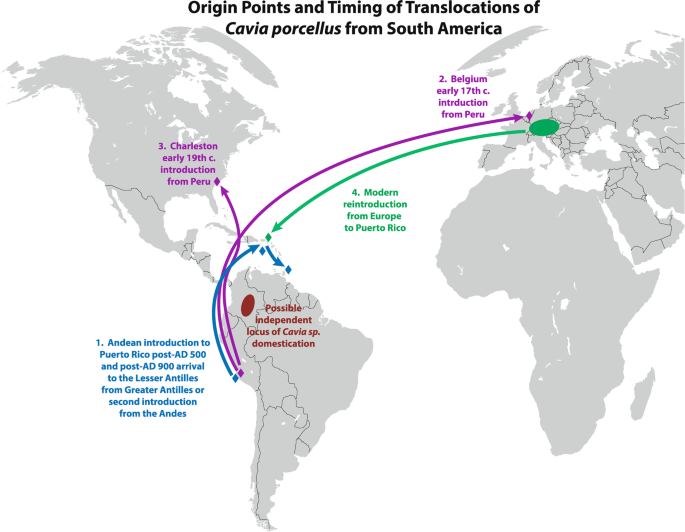 Origin Points and Timing of Translocations of
Cavia porcellus from South America
2. Belgium
early 17th c.
intrduction
from Peru
3. Charleston
early 19th c.
introduction
from Peru
4. Modern
reintroduction
from Europe
to Puerto Rico
Possible
independent
locus of Cavia sp.
domestication
1. Andean introduction to
Puerto Rico post-AD 500
and post-AD 900 arrival
to the Lesser Antilles
from Greater Antilles or
second introduction
from the Andes